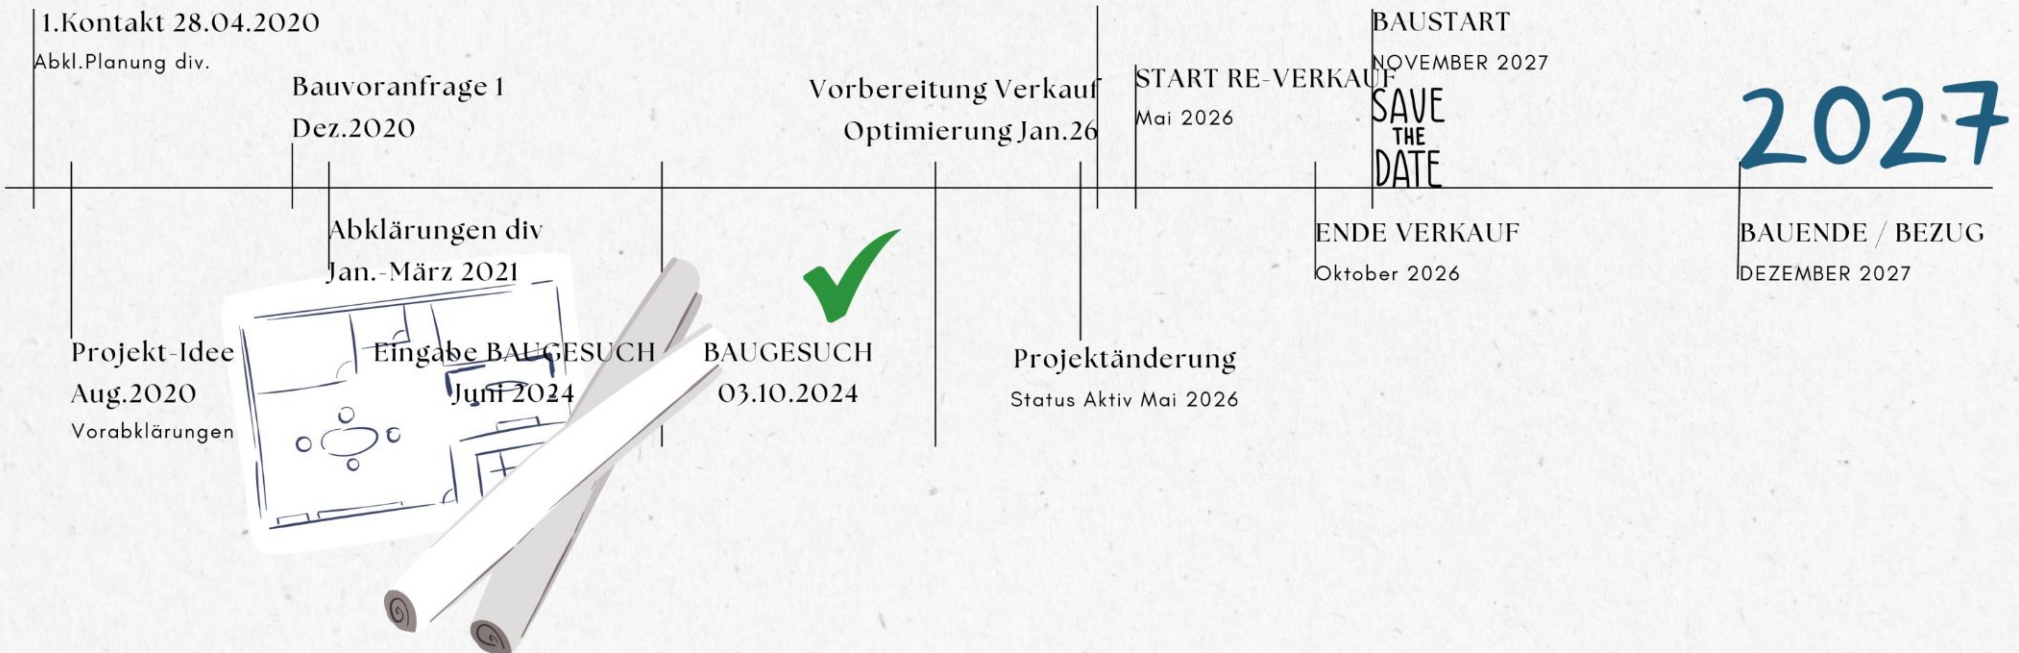 1.Kontakt 28.04.2020
Abkl.Planung div.
Bauvoranfrage 1
Dez.2020
Vorbereitung Verkauf
Optimierung Jan.26
START RE-VERKAUF
Mai 2026
BAUSTART
NOVEMBER 2027
SAVE
THE
DATE
2027
Abklärungen div
Jan.-März 2021
ENDE VERKAUF
Oktober 2026
BAUENDE / BEZUG
DEZEMBER 2027
Projekt-Idee
Aug.2020
Vorabklärungen
Eingabe BAUGESUCH
Juni 2024
BAUGESUCH
03.10.2024
Projektänderung
Status Aktiv Mai 2026